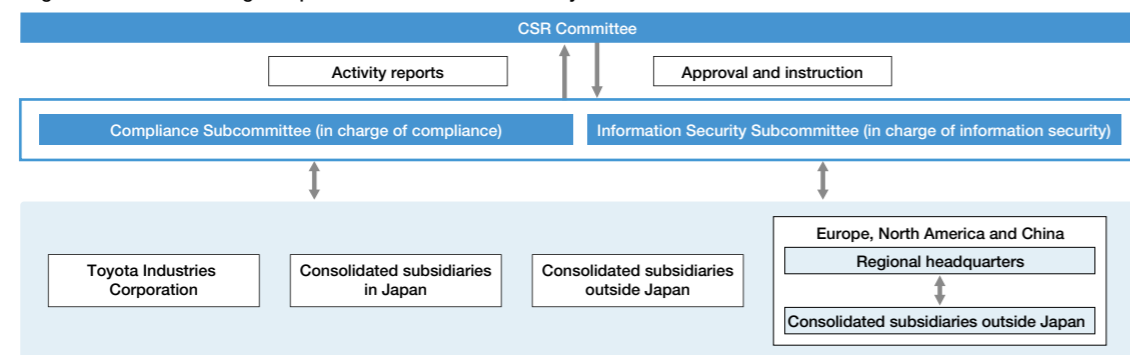 CSR Committee
Activity reports
Approval and instruction
Compliance Subcommittee (in charge of compliance)
Information Security Subcommittee (in charge of information security)
Toyota Industries
Corporation
Consolidated subsidiaries
in Japan
Consolidated subsidiaries
outside Japan
Europe, North America and China
Regional headquarters
Consolidated subsidiaries outside Japan